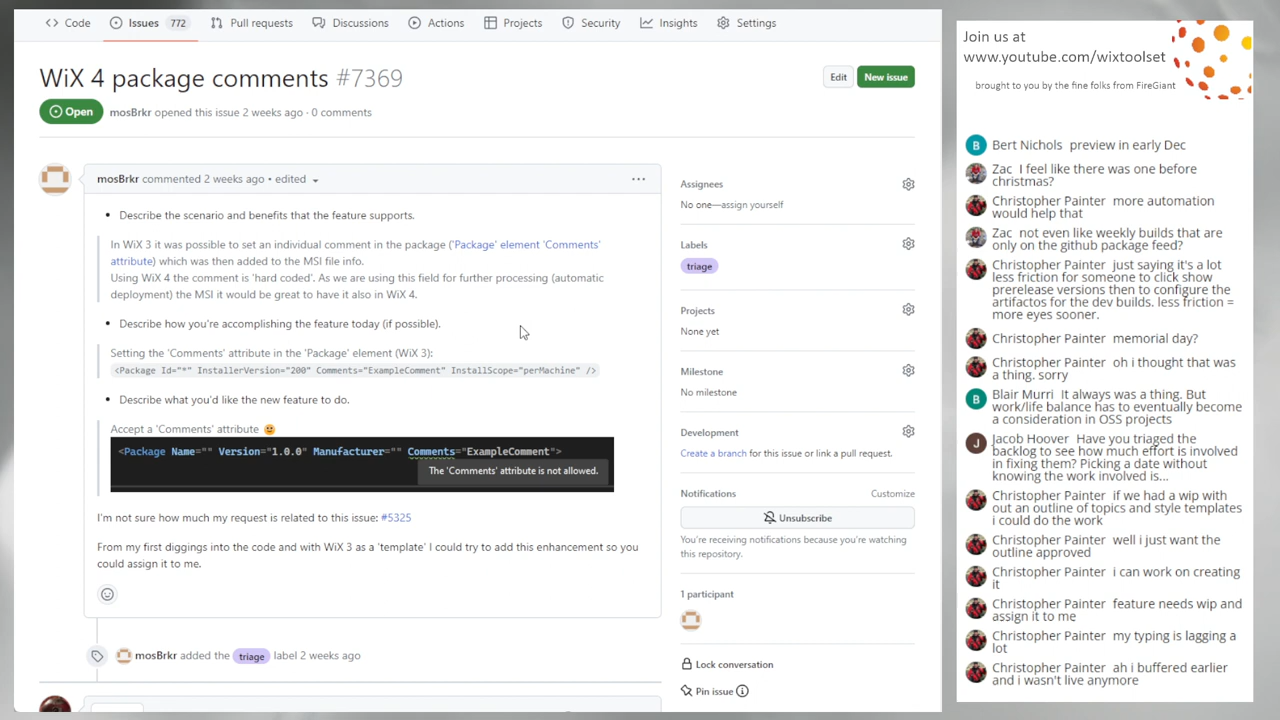 Code
Issues 772
Pull requests
Discussions
Actions
Projects
Security
Insights
Settings
WiX 4 package comments #7369
Edit
New issue
Open
mosBrkr opened this issue 2 weeks ago · 0 comments
mosBrkr commented 2 weeks ago • edited
• Describe the scenario and benefits that the feature supports.
In WiX 3 it was possible to set an individual comment in the package ('Package' element 'Comments'
attribute) which was then added to the MSI file info.
Using WiX 4 the comment is 'hard coded'. As we are using this field for further processing (automatic
deployment) the MSI it would be great to have it also in WiX 4.
• Describe how you're accomplishing the feature today (if possible).
Setting the 'Comments' attribute in the 'Package' element (WiX 3):
<Package Id="*" InstallerVersion="200" Comments="ExampleComment" InstallScope="perMachine" />
• Describe what you'd like the new feature to do.
Accept a 'Comments' attribute 🙂
<Package Name="" Version="1.0.0" Manufacturer="" Comments="ExampleComment">
The 'Comments' attribute is not allowed.
I'm not sure how much my request is related to this issue: #5325
From my first diggings into the code and with WiX 3 as a 'template' I could try to add this enhancement so you
could assign it to me.
mosBrkr added the triage label 2 weeks ago
Assignees
No one—assign yourself
Labels
triage
Projects
None yet
Milestone
No milestone
Development
Create a branch for this issue or link a pull request.
Notifications
Customize
Unsubscribe
You're receiving notifications because you're watching
this repository.
1 participant
Lock conversation
Pin issue
Join us at
www.youtube.com/wixtoolset
brought to you by the fine folks from FireGiant
B Bert Nichols preview in early Dec
Zac I feel like there was one before
christmas?
Christopher Painter more automation
would help that
Zac not even like weekly builds that are
only on the github package feed?
Christopher Painter just saying it's a lot
less friction for someone to click show
prerelease versions then to configure the
artifactos for the dev builds. less friction =
more eyes sooner.
Christopher Painter memorial day?
Christopher Painter oh i thought that was
a thing. sorry
B Blair Murri It always was a thing. But
work/life balance has to eventually become
a consideration in OSS projects
J Jacob Hoover Have you triaged the
backlog to see how much effort is involved
in fixing them? Picking a date without
knowing the work involved is...
Christopher Painter if we had a wip with
out an outline of topics and style templates
i could do the work
Christopher Painter well i just want the
outline approved
Christopher Painter i can work on creating
it
Christopher Painter feature needs wip and
assign it to me
Christopher Painter my typing is lagging a
lot
Christopher Painter ah i buffered earlier
and i wasn't live anymore